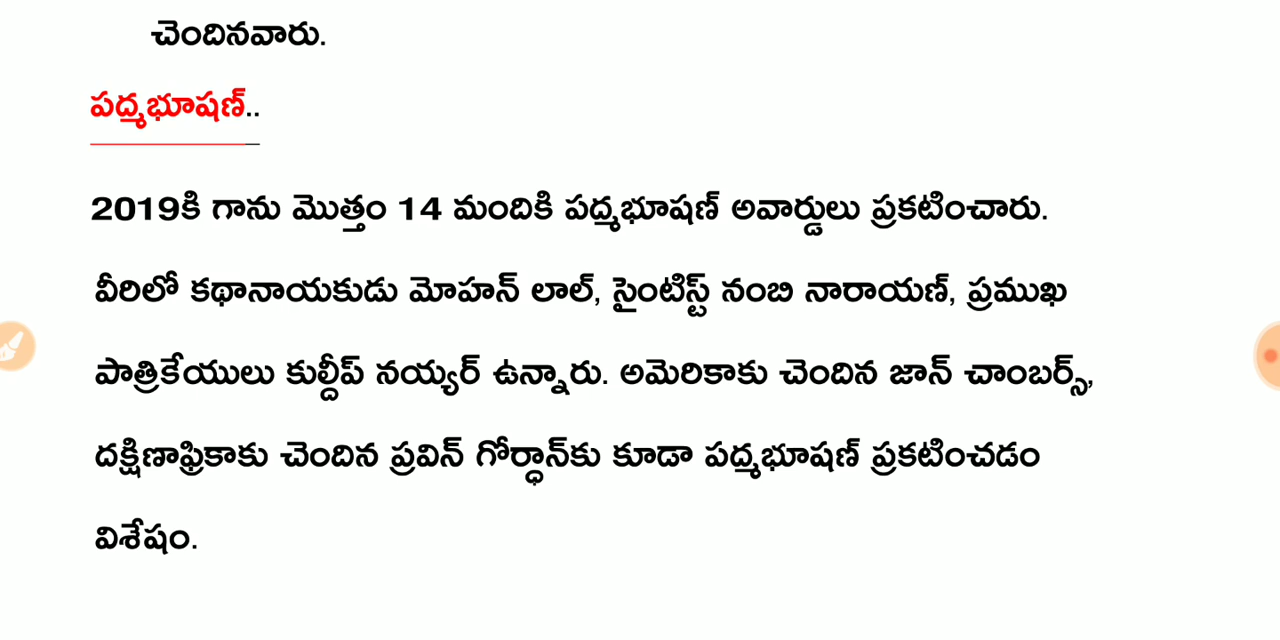 చెందినవారు.
పద్మభూషణ్..
2019కి గాను మొత్తం 14 మందికి పద్మభూషణ్ అవార్డులు ప్రకటించారు.
వీరిలో కథానాయకుడు మోహన్ లాల్, సైంటిస్ట్ నంబి నారాయణ్, ప్రముఖ
పాత్రికేయులు కుల్దీప్ నయ్యర్ ఉన్నారు. అమెరికాకు చెందిన జాన్ చాంబర్స్,
దక్షిణాఫ్రికాకు చెందిన ప్రవిన్ గోర్ధాన్‌కు కూడా పద్మభూషణ్ ప్రకటించడం
విశేషం.